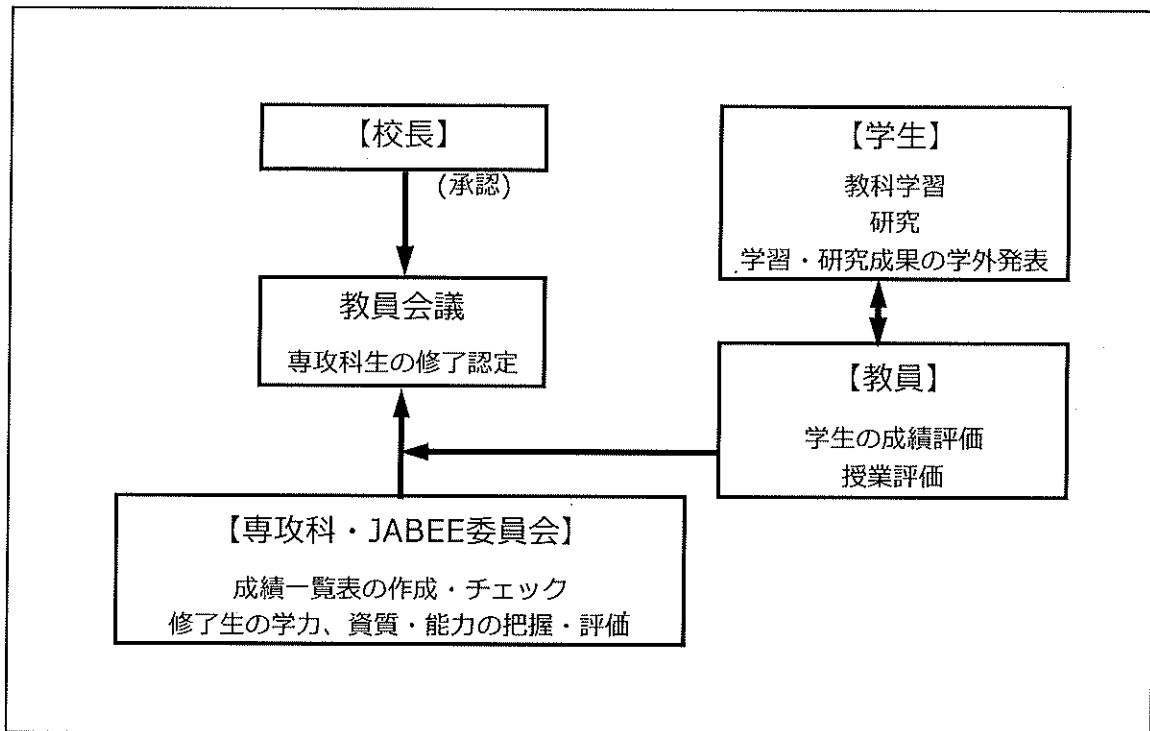 【校長】
(承認)
教員会議
専攻科生の修了認定
【専攻科・JABEE委員会】
成績一覧表の作成・チェック
修了生の学力、資質・能力の把握・評価
【学生】
教科学習
研究
学習・研究成果の学外発表
【教員】
学生の成績評価
授業評価